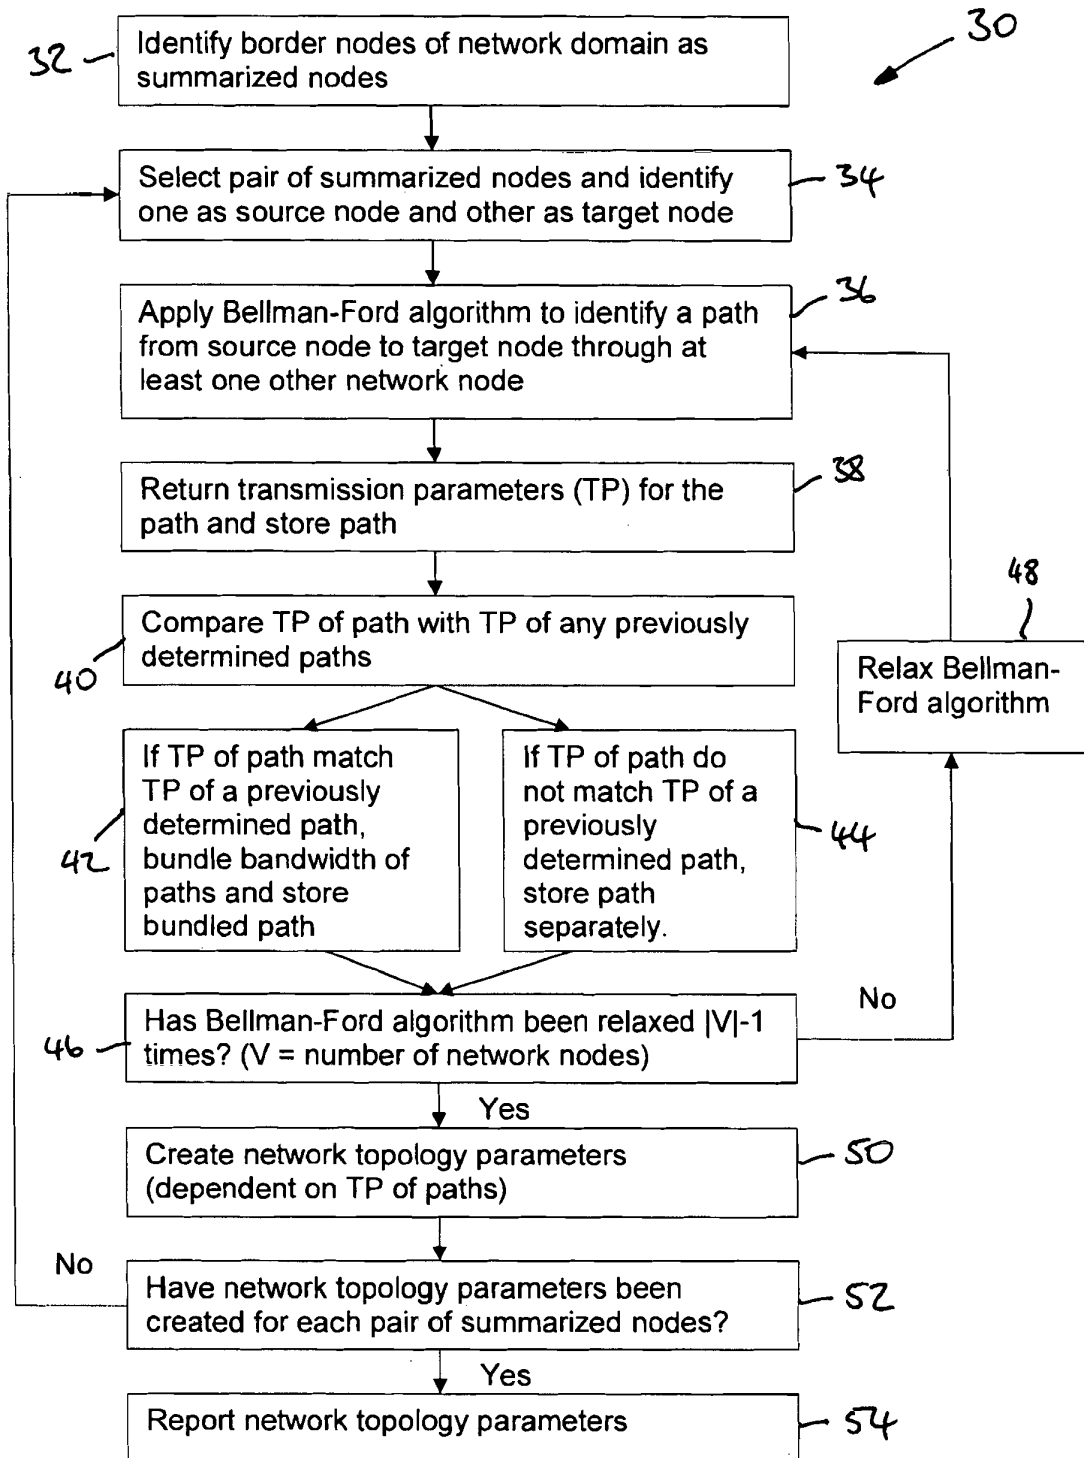 30
32
Identify border nodes of network domain as
summarized nodes
Select pair of summarized nodes and identify
one as source node and other as target node
34
36
Apply Bellman-Ford algorithm to identify a path
from source node to target node through at
least one other network node
38
Return transmission parameters (TP) for the
path and store path
40
Compare TP of path with TP of any previously
determined paths
48
Relax Bellman-
Ford algorithm
42
If TP of path match
TP of a previously
determined path,
bundle bandwidth of
paths and store
bundled path
If TP of path do
not match TP of a
previously
determined path,
store path
separately.
44
46
Has Bellman-Ford algorithm been relaxed |V|-1
times? (V = number of network nodes)
No
Yes
Create network topology parameters
(dependent on TP of paths)
50
No
Have network topology parameters been
created for each pair of summarized nodes?
52
Yes
Report network topology parameters
54